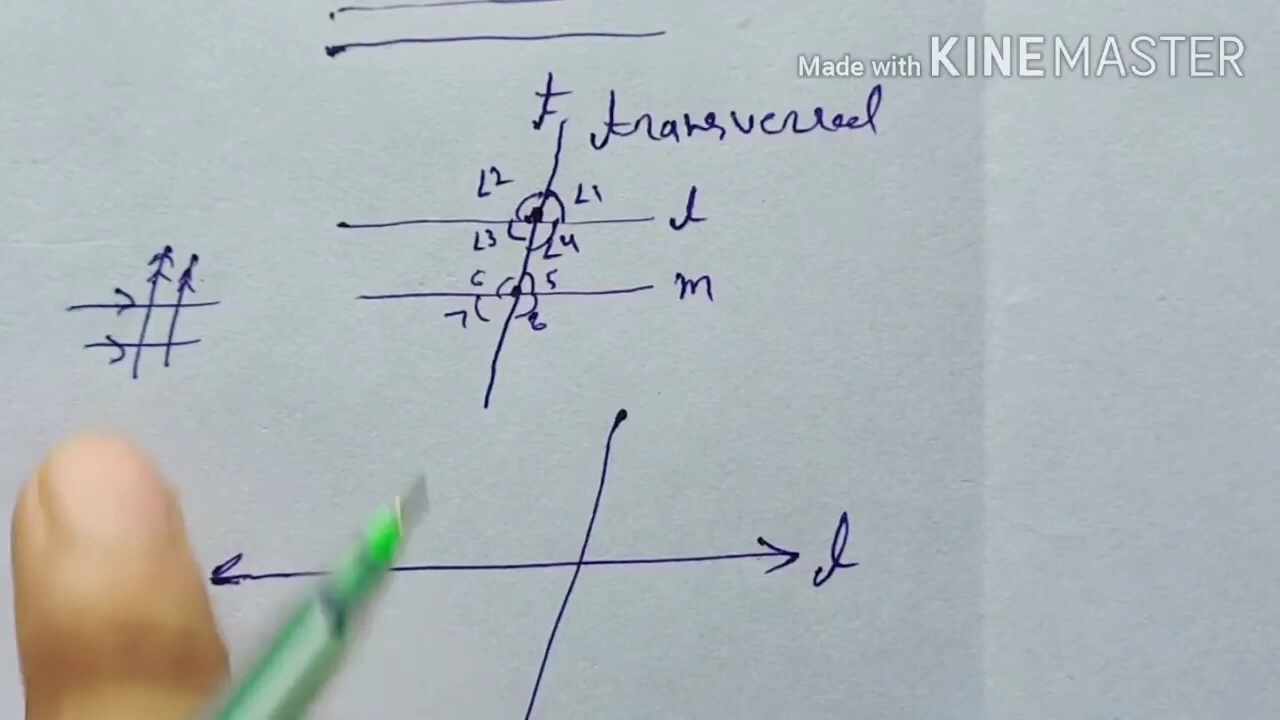 Made with KINEMASTER
t transversal
∠2 ∠1
l
∠3 ∠4
6 5
m
7 8
l